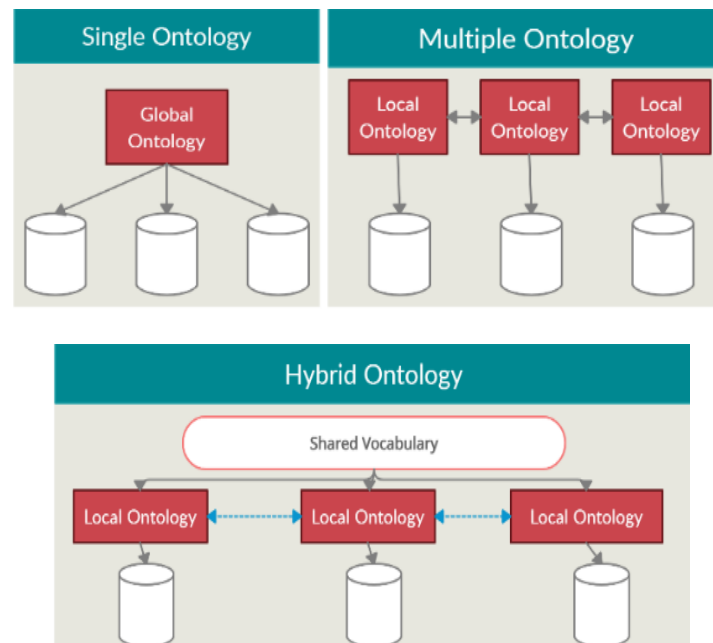 Single Ontology
Global
Ontology
Multiple Ontology
Local
Ontology
Local
Ontology
Local
Ontology
Hybrid Ontology
Shared Vocabulary
Local Ontology
Local Ontology
Local Ontology